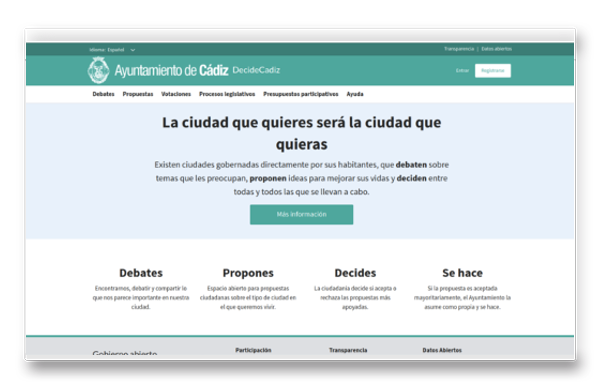 Idioma: Español
Transparencia | Datos abiertos
Ayuntamiento de Cádiz DecideCadiz
Entrar Registrarse
Debates Propuestas Votaciones Procesos legislativos Presupuestos participativos Ayuda
La ciudad que quieres será la ciudad que
quieras
Existen ciudades gobernadas directamente por sus habitantes, que debaten sobre
temas que les preocupan, proponen ideas para mejorar sus vidas y deciden entre
todas y todos las que se llevan a cabo.
Más información
Debates
Encontrarnos, debatir y compartir lo
que nos parece importante en nuestra
ciudad.
Propones
Espacio abierto para propuestas
ciudadanas sobre el tipo de ciudad en
el que queremos vivir.
Decides
La ciudadanía decide si acepta o
rechaza las propuestas más
apoyadas.
Se hace
Si la propuesta es aceptada
mayoritariamente, el Ayuntamiento la
asume como propia y se hace.
Gobierno abierto
Participación
Transparencia
Datos Abiertos